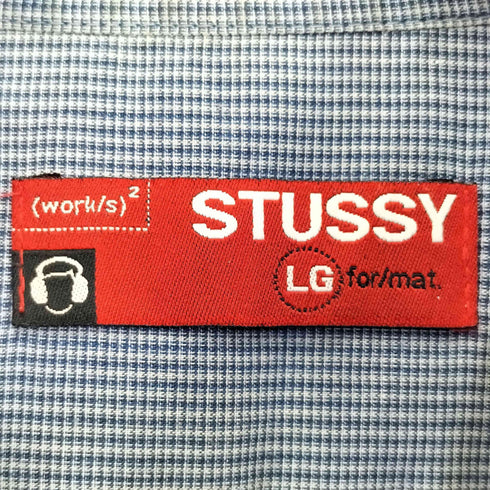 (work/s)²
STUSSY
LG for/mat.